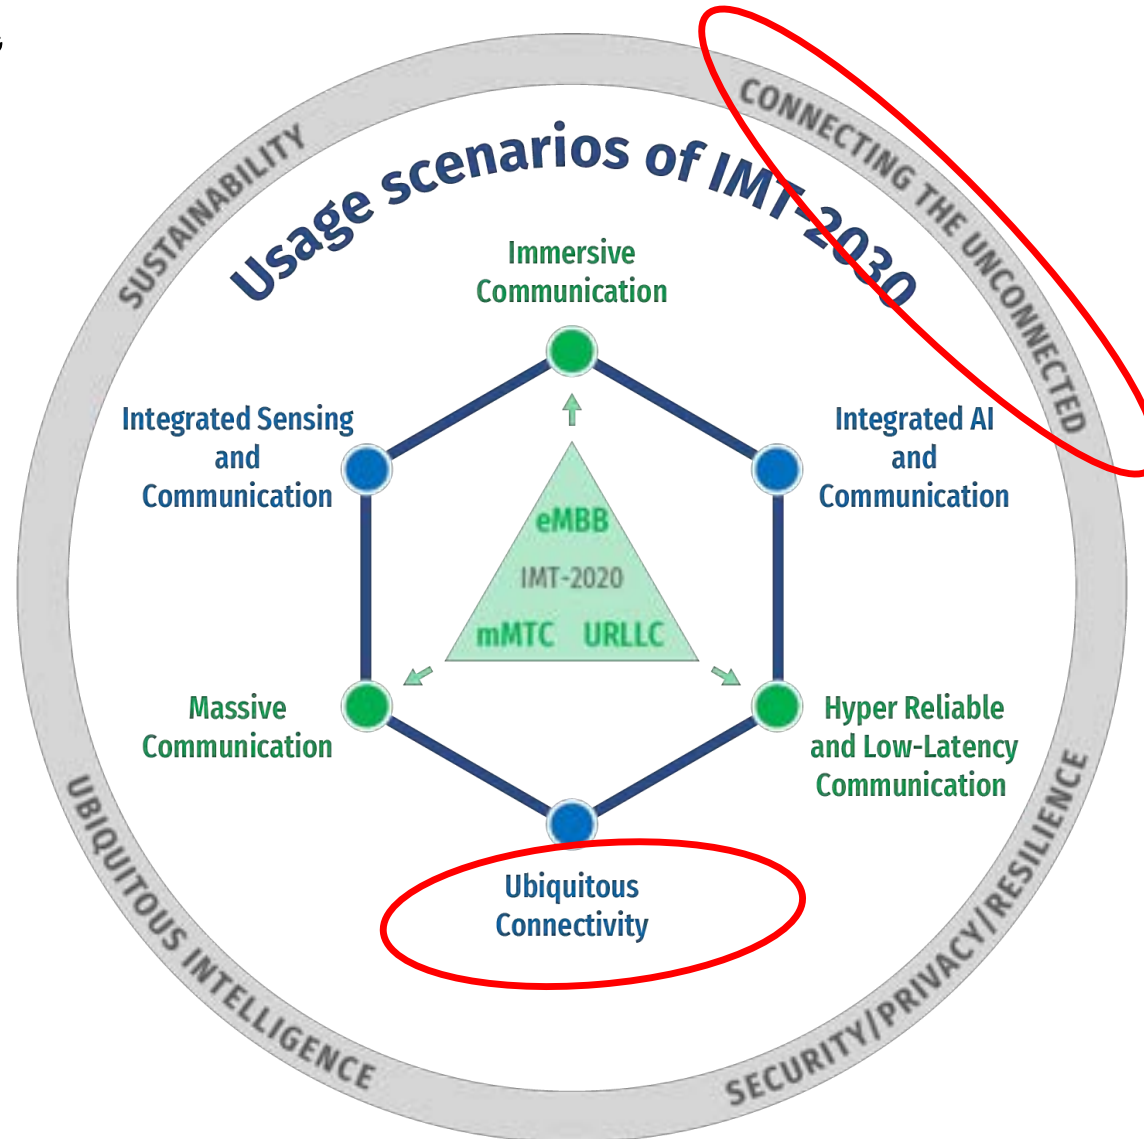 SUSTAINABILITY
CONNECTING THE UNCONNECTED
Usage scenarios of IMT-2030
Immersive
Communication
Integrated Sensing
and
Communication
Integrated AI
and
Communication
eMBB
IMT-2020
mMTC URLLC
Massive
Communication
Hyper Reliable
and Low-Latency
Communication
Ubiquitous
Connectivity
UBIQUITOUS INTELLIGENCE
SECURITY/PRIVACY/RESILIENCE